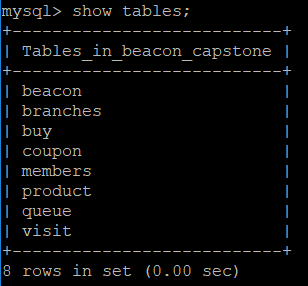 mysql> show tables;
+---------------------------+
| Tables_in_beacon_capstone |
+---------------------------+
| beacon                    |
| branches                  |
| buy                       |
| coupon                    |
| members                   |
| product                   |
| queue                     |
| visit                     |
+---------------------------+
8 rows in set (0.00 sec)